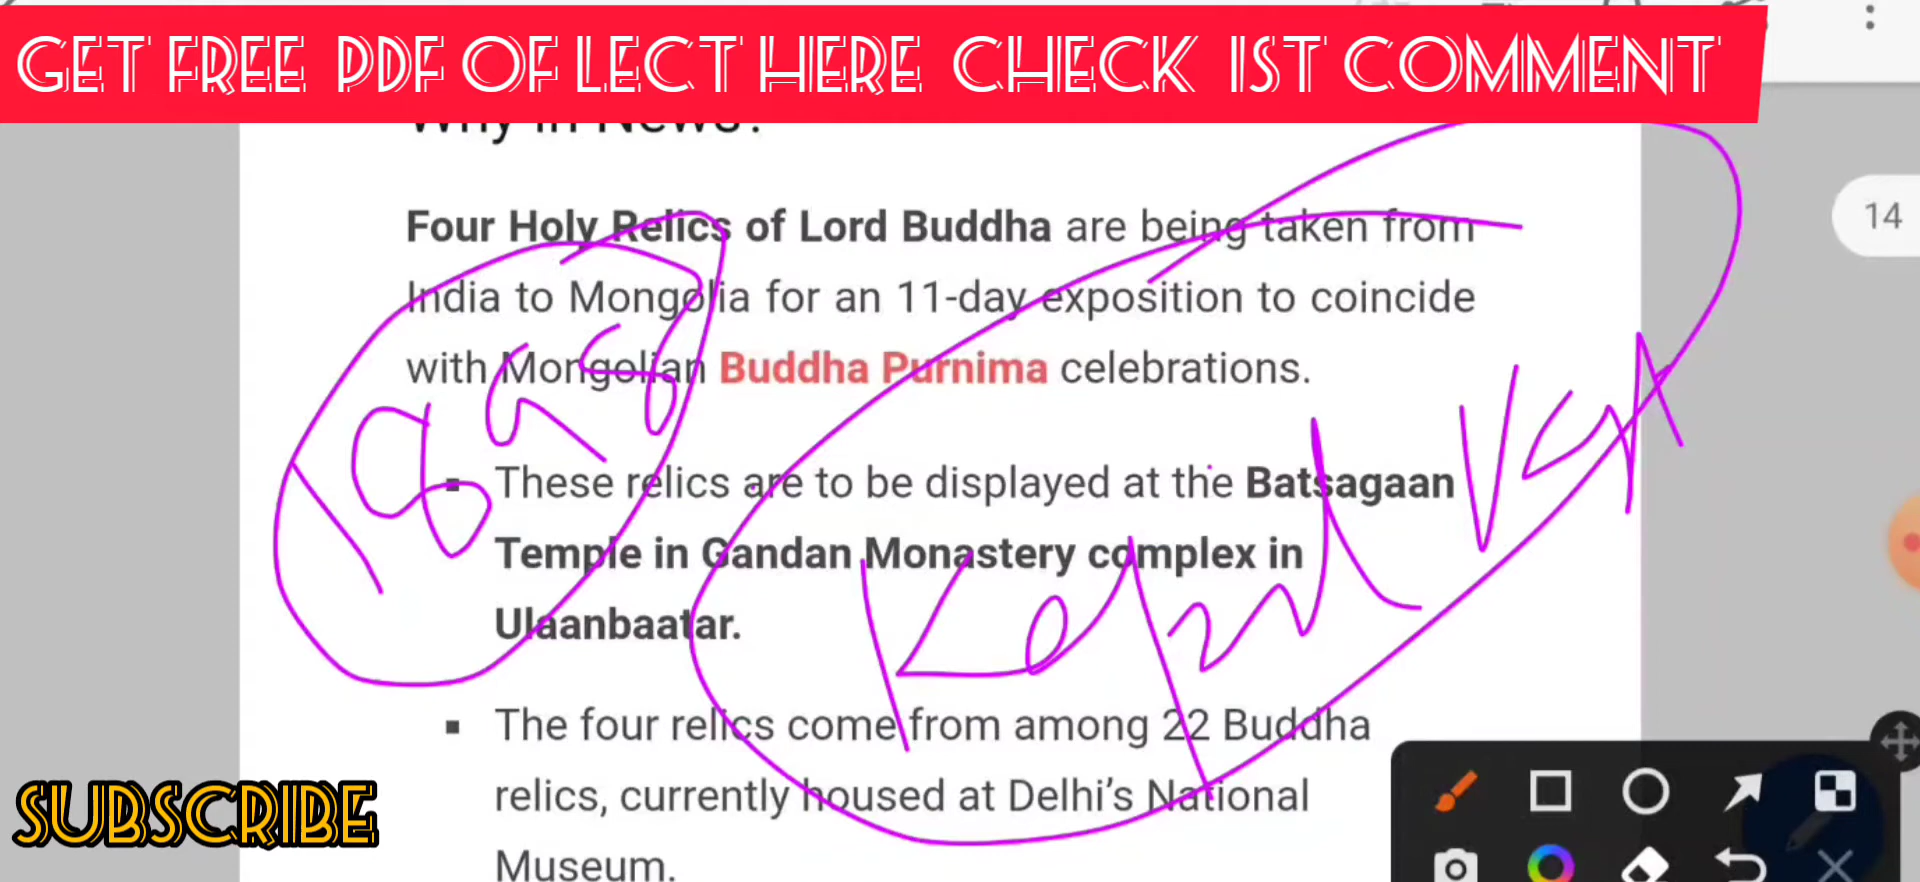 GET FREE PDF OF LECT HERE CHECK IST COMMENT
Why in News?
14
Four Holy Relics of Lord Buddha are being taken from
India to Mongolia for an 11-day exposition to coincide
with Mongolian Buddha Purnima celebrations.
▪ These relics are to be displayed at the Batsagaan
Temple in Gandan Monastery complex in
Ulaanbaatar.
▪ The four relics come from among 22 Buddha
relics, currently housed at Delhi’s National
Museum.
SUBSCRIBE